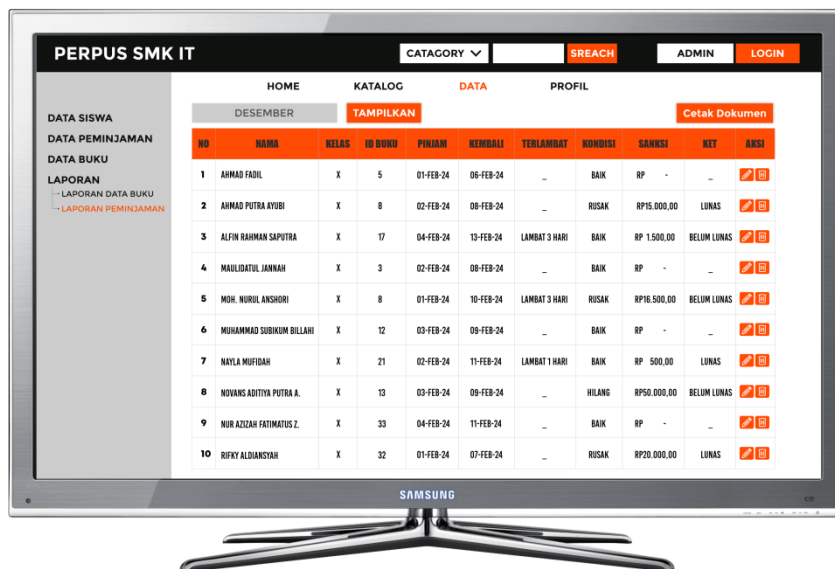 PERPUS SMK IT CATAGORY SREACH ADMIN LOGIN
HOME KATALOG DATA PROFIL
DESEMBER TAMPILKAN Cetak Dokumen
DATA SISWA
DATA PEMINJAMAN
DATA BUKU
LAPORAN
LAPORAN DATA BUKU
LAPORAN PEMINJAMAN
NO NAMA KELAS ID BUKU PINJAM KEMBALI TERLAMBAT KONDISI SANKSI KET AKSI
1 AHMAD FADIL X 5 01-FEB-24 06-FEB-24 _ BAIK RP - _
2 AHMAD PUTRA AYUBI X 8 02-FEB-24 08-FEB-24 _ RUSAK RP15.000,00 LUNAS
3 ALFIN RAHMAN SAPUTRA X 17 04-FEB-24 13-FEB-24 LAMBAT 3 HARI BAIK RP 1.500,00 BELUM LUNAS
4 MAULIDATUL JANNAH X 3 02-FEB-24 08-FEB-24 _ BAIK RP - _
5 MOH. NURUL ANSHORI X 8 01-FEB-24 10-FEB-24 LAMBAT 3 HARI RUSAK RP16.500,00 BELUM LUNAS
6 MUHAMMAD SUBIKUM BILLAHI X 12 03-FEB-24 09-FEB-24 _ BAIK RP - _
7 NAYLA MUFIDAH X 21 02-FEB-24 11-FEB-24 LAMBAT 1 HARI BAIK RP 500,00 LUNAS
8 NOVANS ADITIYA PUTRA A. X 13 03-FEB-24 09-FEB-24 _ HILANG RP50.000,00 BELUM LUNAS
9 NUR AZIZAH FATIMATUS Z. X 33 04-FEB-24 11-FEB-24 _ BAIK RP - _
10 RIFKY ALDIANSYAH X 32 01-FEB-24 07-FEB-24 _ RUSAK RP20.000,00 LUNAS
SAMSUNG